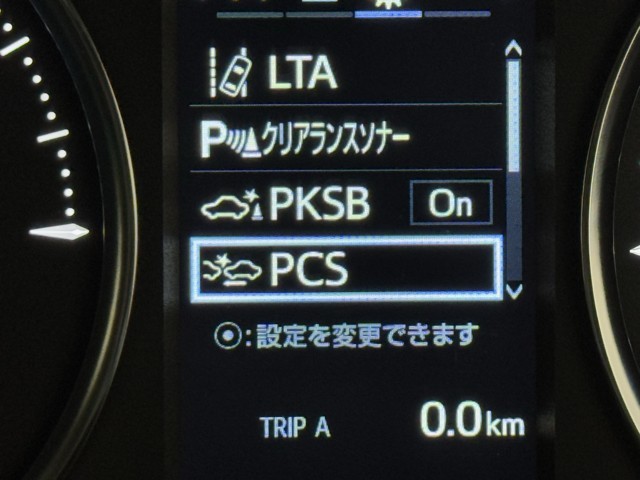 LTA
Pクリアランスソナー
PKSB On
PCS
:設定を変更できます
TRIP A 0.0km